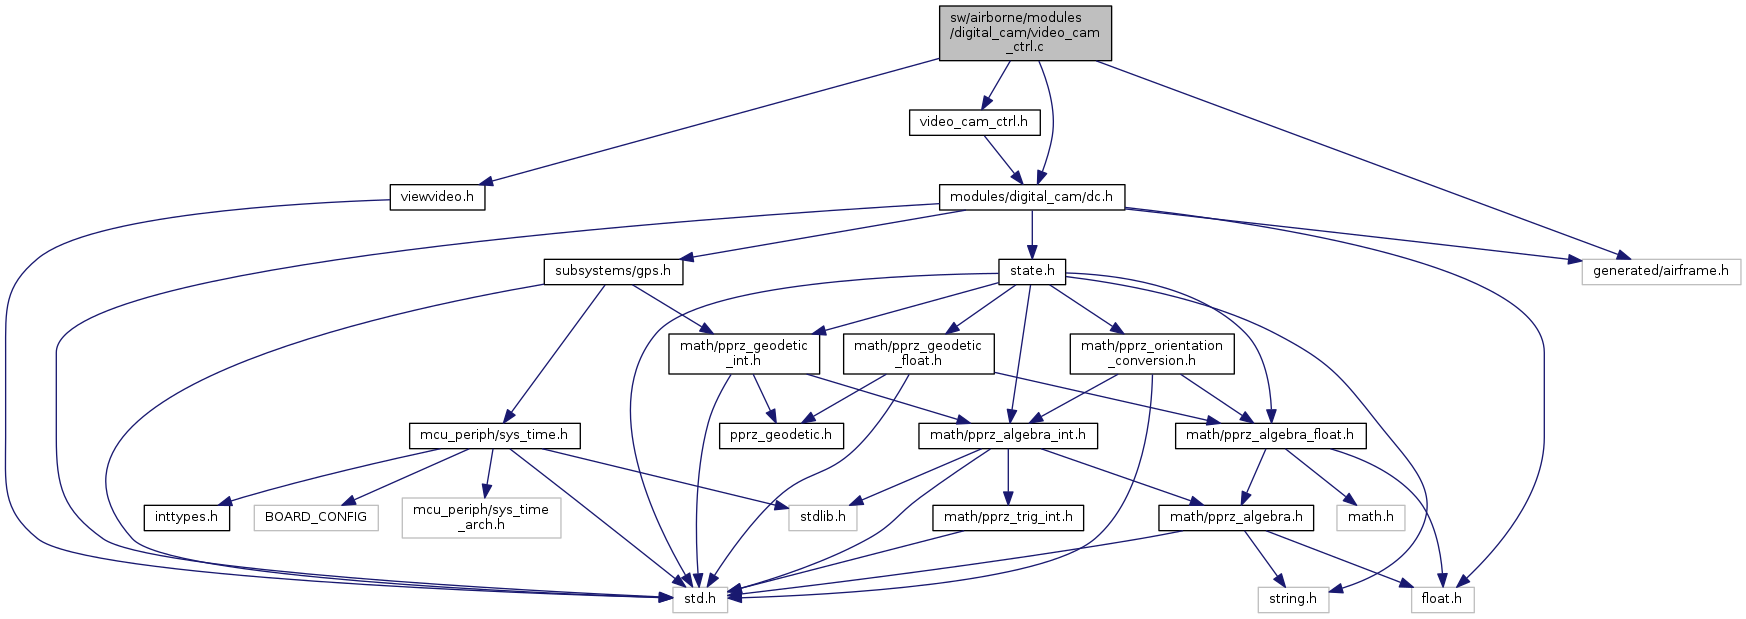 sw/airborne/modules
/digital_cam/video_cam
_ctrl.c
video_cam_ctrl.h
viewvideo.h
modules/digital_cam/dc.h
subsystems/gps.h
state.h
generated/airframe.h
math/pprz_geodetic
_int.h
math/pprz_geodetic
_float.h
math/pprz_orientation
_conversion.h
mcu_periph/sys_time.h
pprz_geodetic.h
math/pprz_algebra_int.h
math/pprz_algebra_float.h
inttypes.h
BOARD_CONFIG
mcu_periph/sys_time
_arch.h
stdlib.h
math/pprz_trig_int.h
math/pprz_algebra.h
math.h
std.h
string.h
float.h